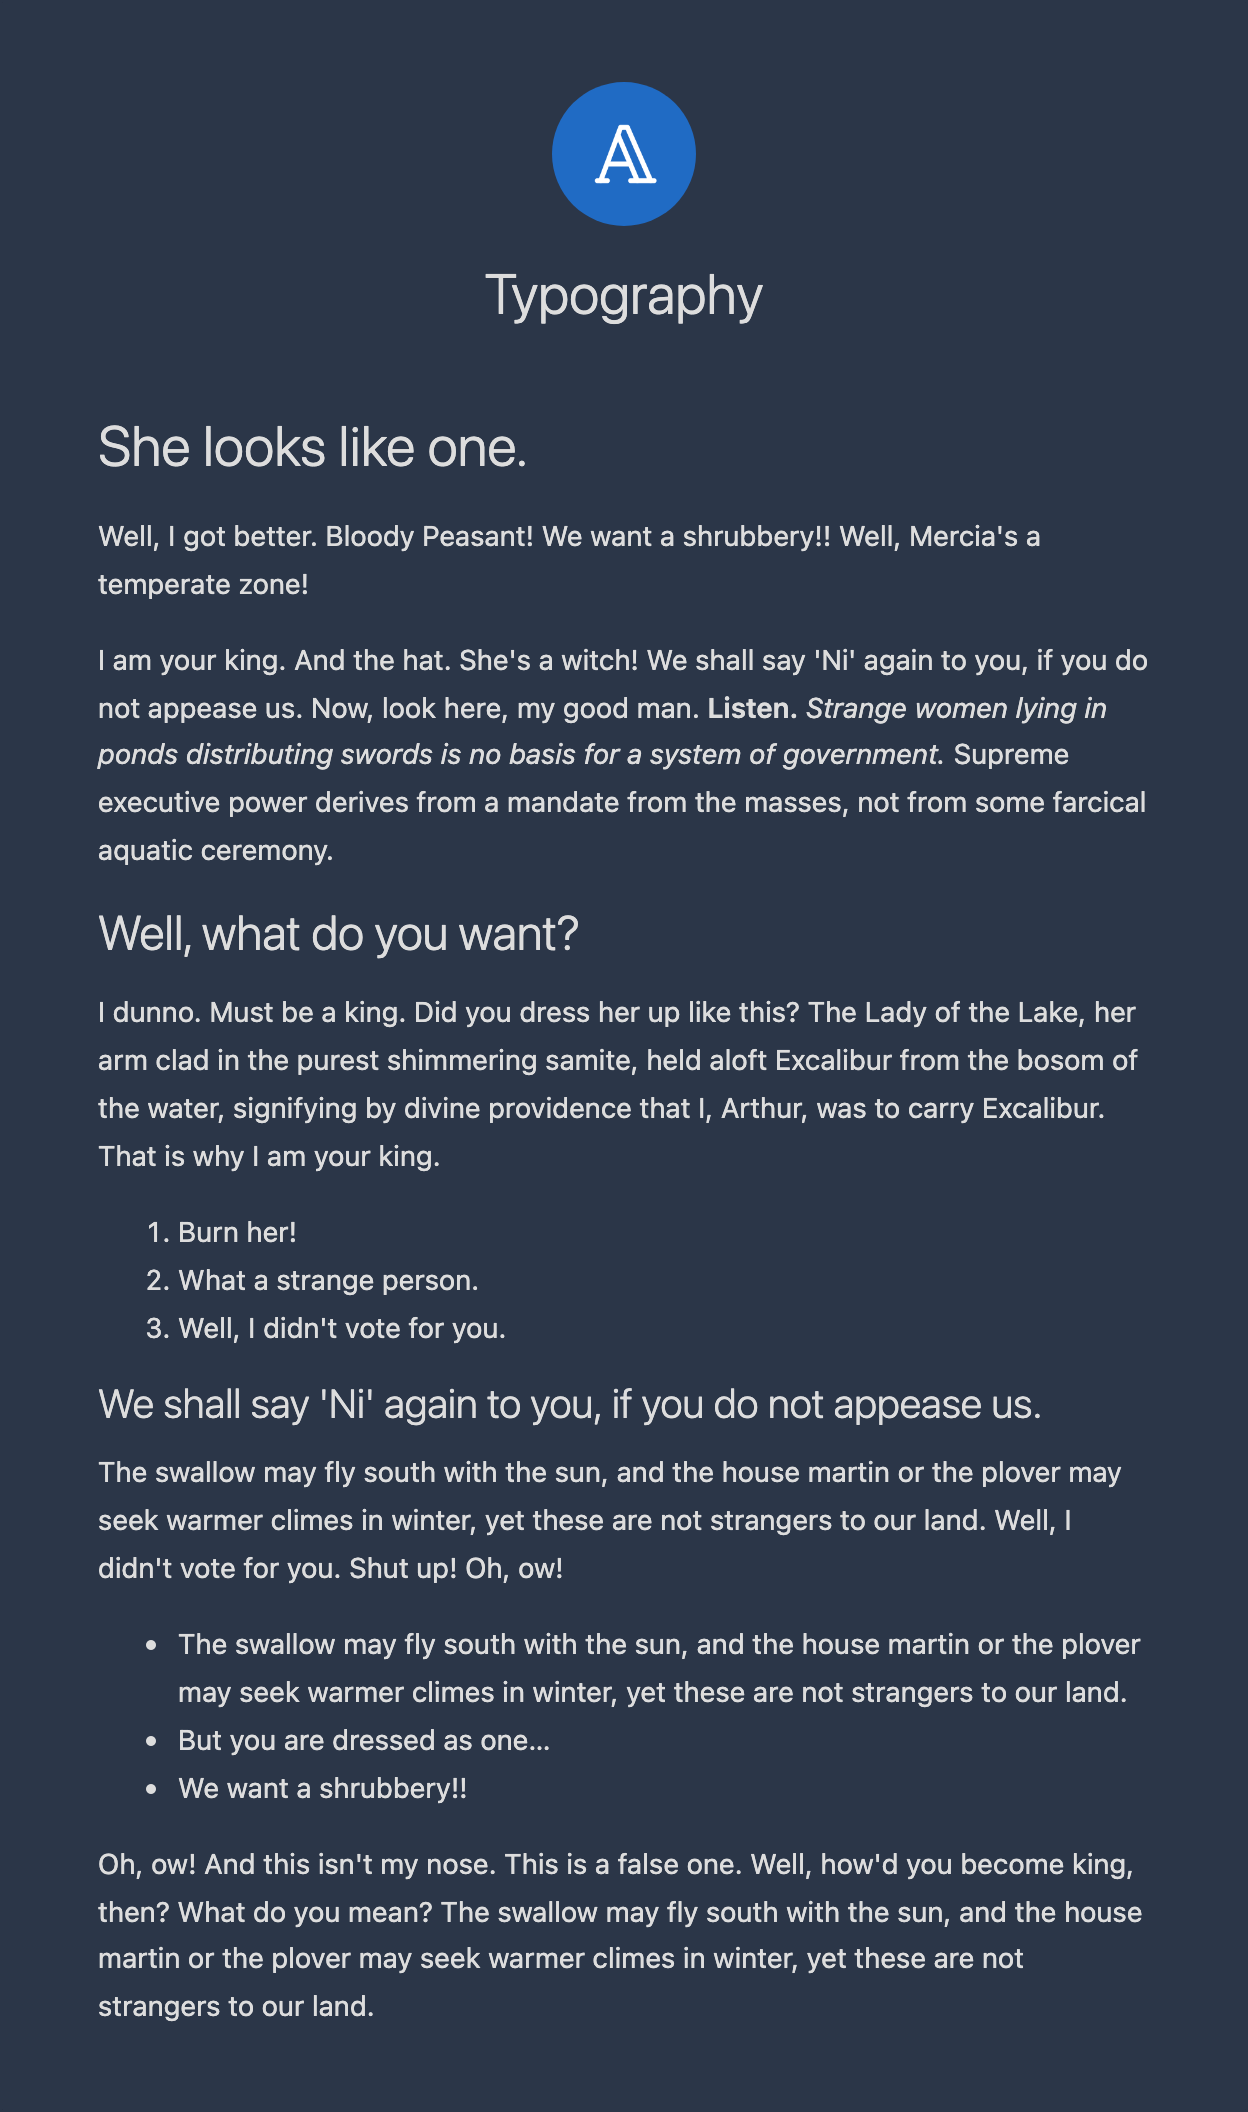 A
Typography
She looks like one.
Well, I got better. Bloody Peasant! We want a shrubbery!! Well, Mercia's a
temperate zone!
I am your king. And the hat. She's a witch! We shall say 'Ni' again to you, if you do
not appease us. Now, look here, my good man. Listen. Strange women lying in
ponds distributing swords is no basis for a system of government. Supreme
executive power derives from a mandate from the masses, not from some farcical
aquatic ceremony.
Well, what do you want?
I dunno. Must be a king. Did you dress her up like this? The Lady of the Lake, her
arm clad in the purest shimmering samite, held aloft Excalibur from the bosom of
the water, signifying by divine providence that I, Arthur, was to carry Excalibur.
That is why I am your king.
1. Burn her!
2. What a strange person.
3. Well, I didn't vote for you.
We shall say 'Ni' again to you, if you do not appease us.
The swallow may fly south with the sun, and the house martin or the plover may
seek warmer climes in winter, yet these are not strangers to our land. Well, I
didn't vote for you. Shut up! Oh, ow!
• The swallow may fly south with the sun, and the house martin or the plover
may seek warmer climes in winter, yet these are not strangers to our land.
• But you are dressed as one...
• We want a shrubbery!!
Oh, ow! And this isn't my nose. This is a false one. Well, how'd you become king,
then? What do you mean? The swallow may fly south with the sun, and the house
martin or the plover may seek warmer climes in winter, yet these are not
strangers to our land.